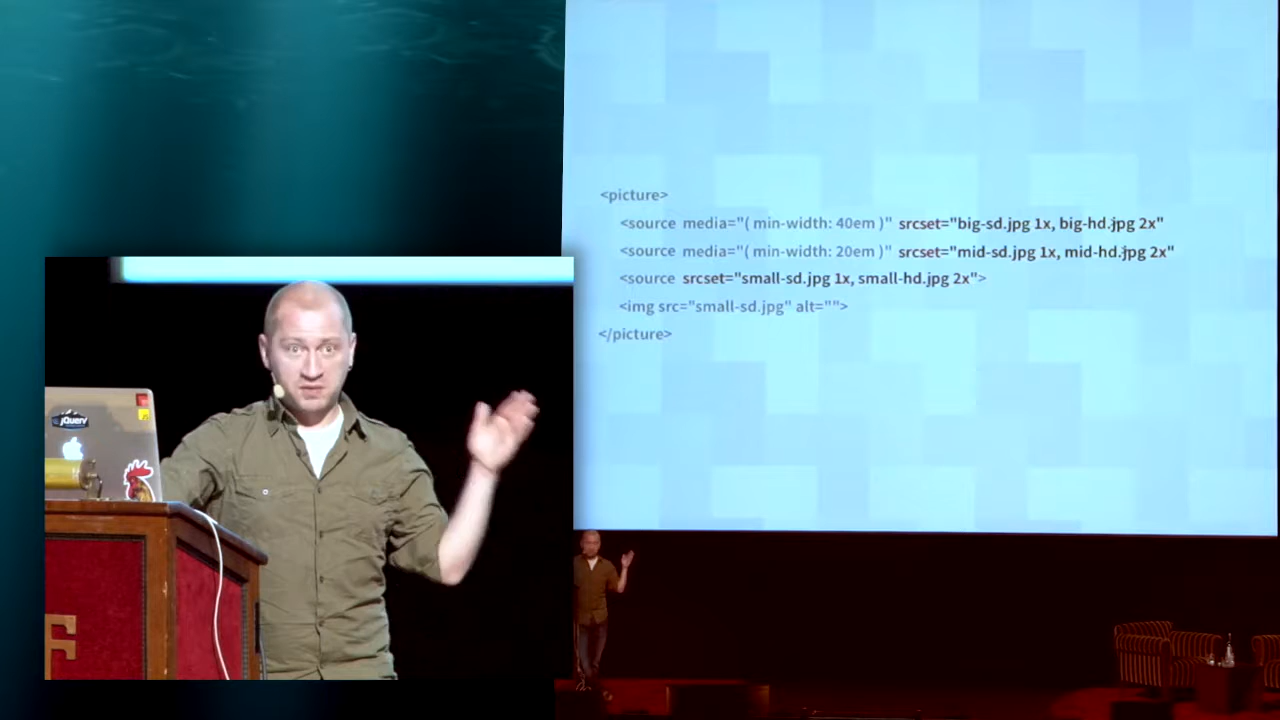 <picture>
<source media="( min-width: 40em )" srcset="big-sd.jpg 1x, big-hd.jpg 2x"
<source media="( min-width: 20em )" srcset="mid-sd.jpg 1x, mid-hd.jpg 2x"
<source srcset="small-sd.jpg 1x, small-hd.jpg 2x">
<img src="small-sd.jpg" alt="">
</picture>
jQuery
JS
F